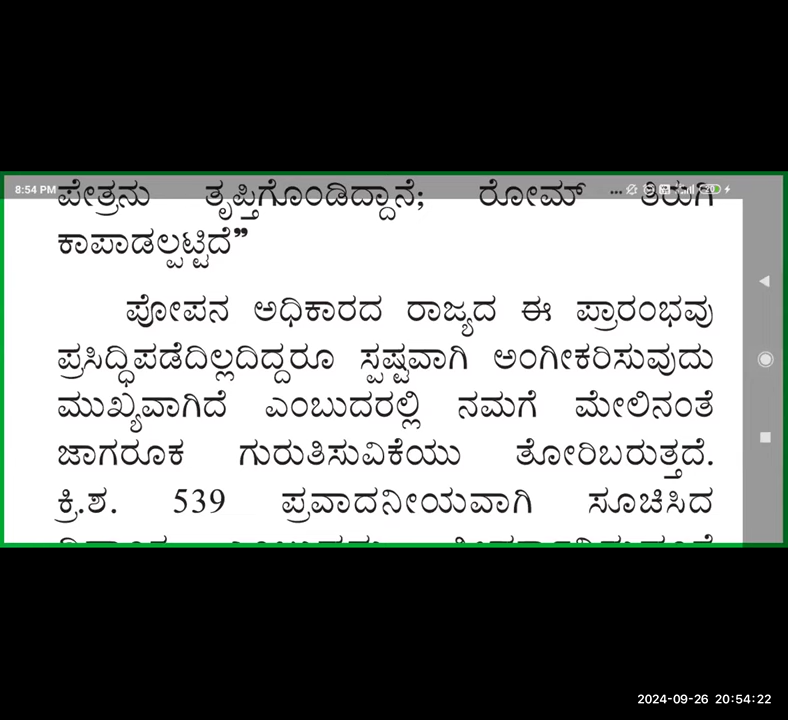 8:54 PM
ಪೇತ್ರನು ತೃಪ್ತಿಗೊಂಡಿದ್ದಾನೆ; ರೋಮ್ ತಿರುಗಿ
ಕಾಪಾಡಲ್ಪಟ್ಟಿದೆ”
ಪೋಪನ ಅಧಿಕಾರದ ರಾಜ್ಯದ ಈ ಪ್ರಾರಂಭವು
ಪ್ರಸಿದ್ಧಿಪಡೆದಿಲ್ಲದಿದ್ದರೂ ಸ್ಪಷ್ಟವಾಗಿ ಅಂಗೀಕರಿಸುವುದು
ಮುಖ್ಯವಾಗಿದೆ ಎಂಬುದರಲ್ಲಿ ನಮಗೆ ಮೇಲಿನಂತೆ
ಜಾಗರೂಕ ಗುರುತಿಸುವಿಕೆಯು ತೋರಿಬರುತ್ತದೆ.
ಕ್ರಿ.ಶ. 539 ಪ್ರವಾದನೀಯವಾಗಿ ಸೂಚಿಸಿದ
2024-09-26 20:54:22